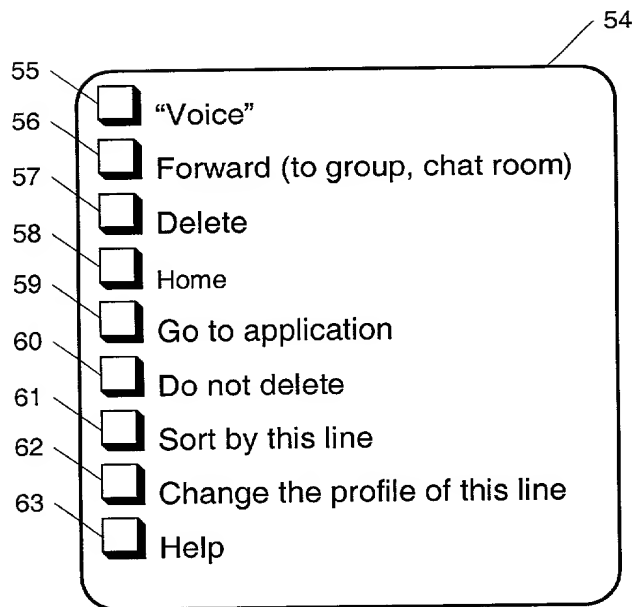 54
55 “Voice”
56 Forward (to group, chat room)
57 Delete
58 Home
59 Go to application
60 Do not delete
61 Sort by this line
62 Change the profile of this line
63 Help